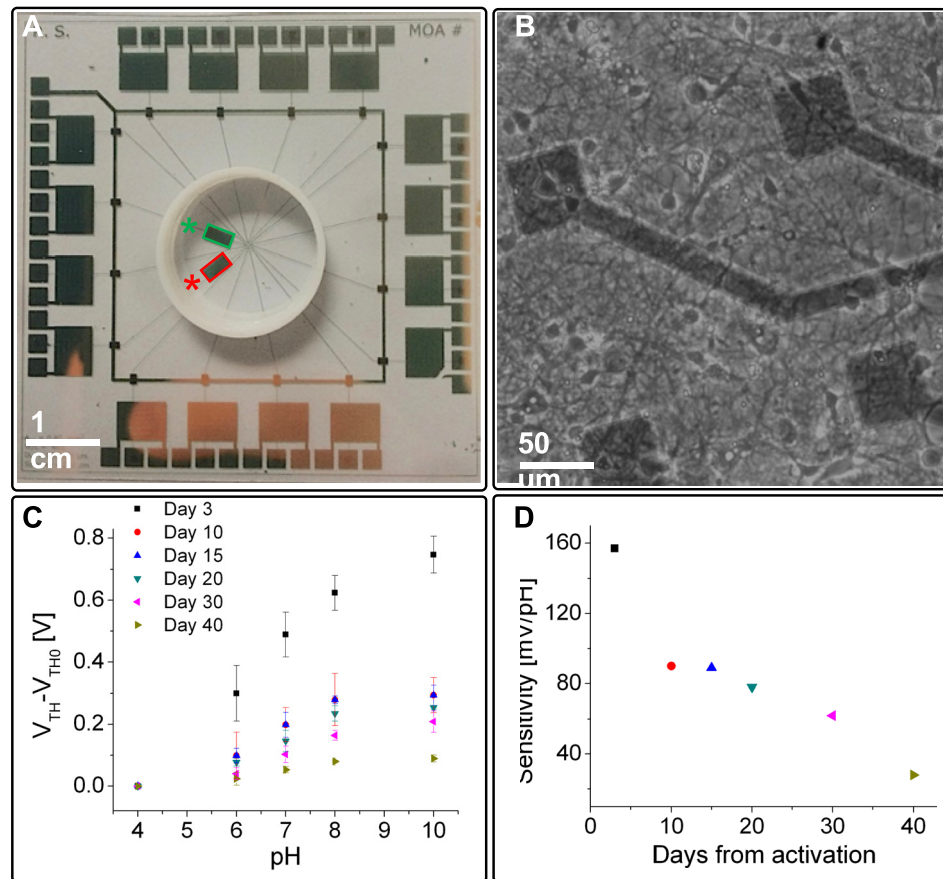 A
. S.
MOA #
1
cm
B
50
um
C
Day 3
Day 10
Day 15
Day 20
Day 30
Day 40
V_TH-V_TH0 [V]
0.8
0.6
0.4
0.2
0.0
4 5 6 7 8 9 10
pH
D
Sensitivity [mV/pH]
160
120
80
40
0 10 20 30 40
Days from activation